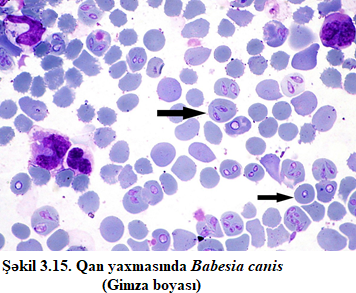 Şəkil 3.15. Qan yaxmasında Babesia canis
(Gimza boyası)